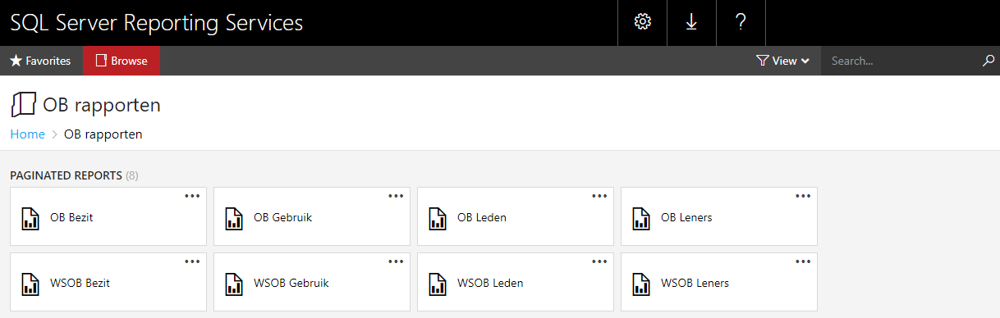 SQL Server Reporting Services
?
Favorites Browse View Search...
OB rapporten
Home > OB rapporten
PAGINATED REPORTS (8)
OB Bezit OB Gebruik OB Leden OB Leners
WSOB Bezit WSOB Gebruik WSOB Leden WSOB Leners